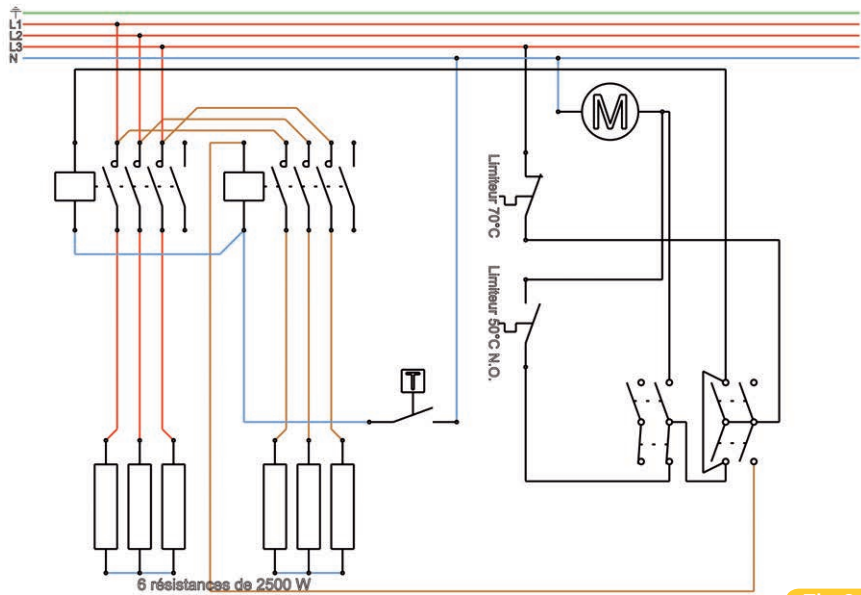 L1
L2
L3
N
M
Limiteur 70°C
Limiteur 50°C N.O.
T
6 résistances de 2500 W